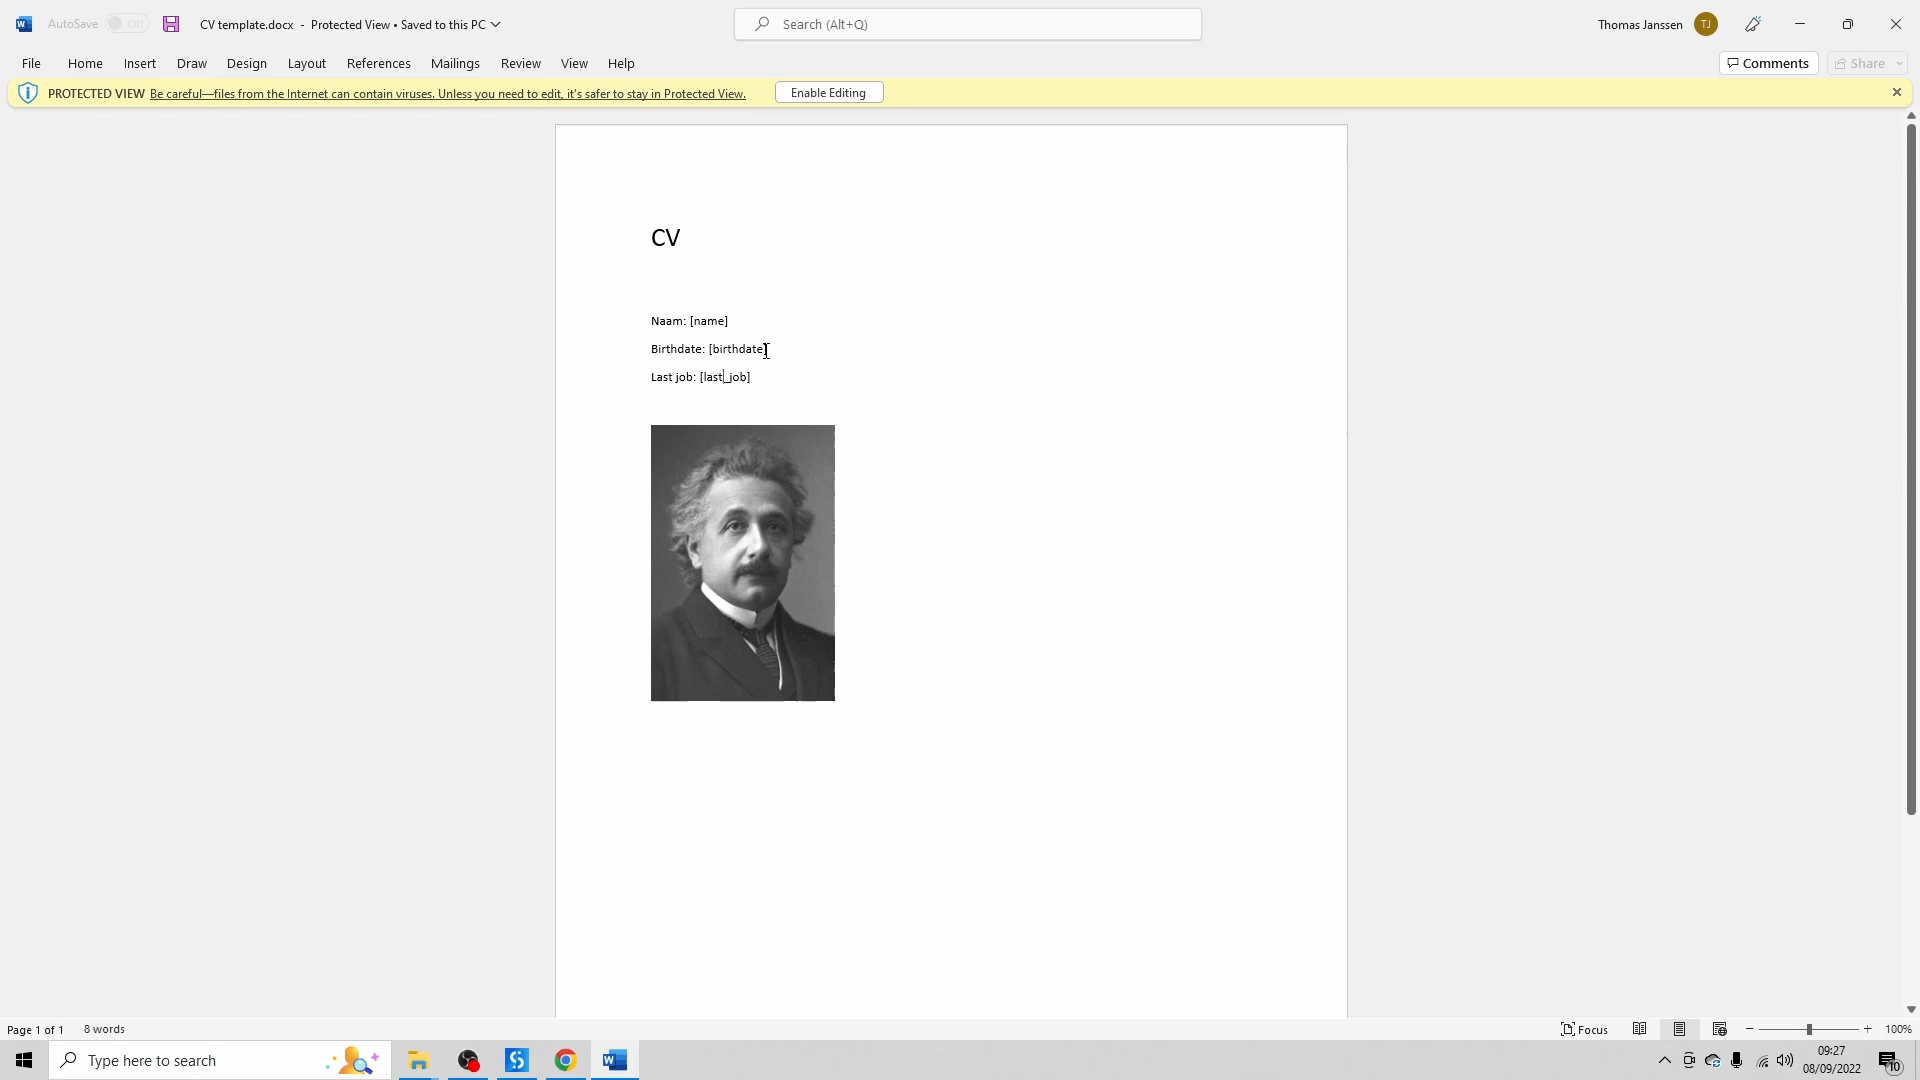 AutoSave Off CV template.docx - Protected View • Saved to this PC Search (Alt+Q) Thomas Janssen TJ
File Home Insert Draw Design Layout References Mailings Review View Help Comments Share
PROTECTED VIEW Be careful—files from the Internet can contain viruses. Unless you need to edit, it's safer to stay in Protected View. Enable Editing
CV
Naam: [name]
Birthdate: [birthdate]
Last job: [last_job]
Page 1 of 1 8 words Focus 100%
Type here to search 09:27
08/09/2022 10